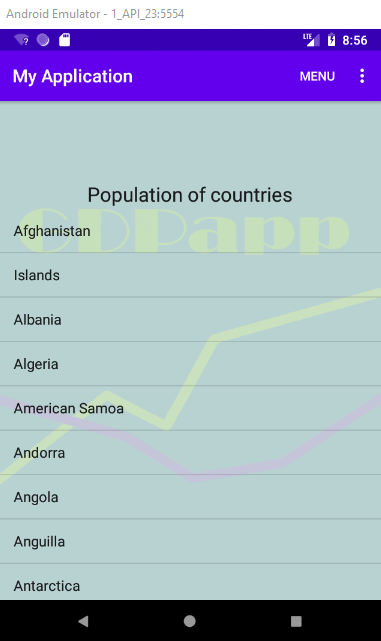 Android Emulator - 1_API_23:5554
LTE 8:56
My Application MENU
Population of countries
GDPapp
Afghanistan
Islands
Albania
Algeria
American Samoa
Andorra
Angola
Anguilla
Antarctica